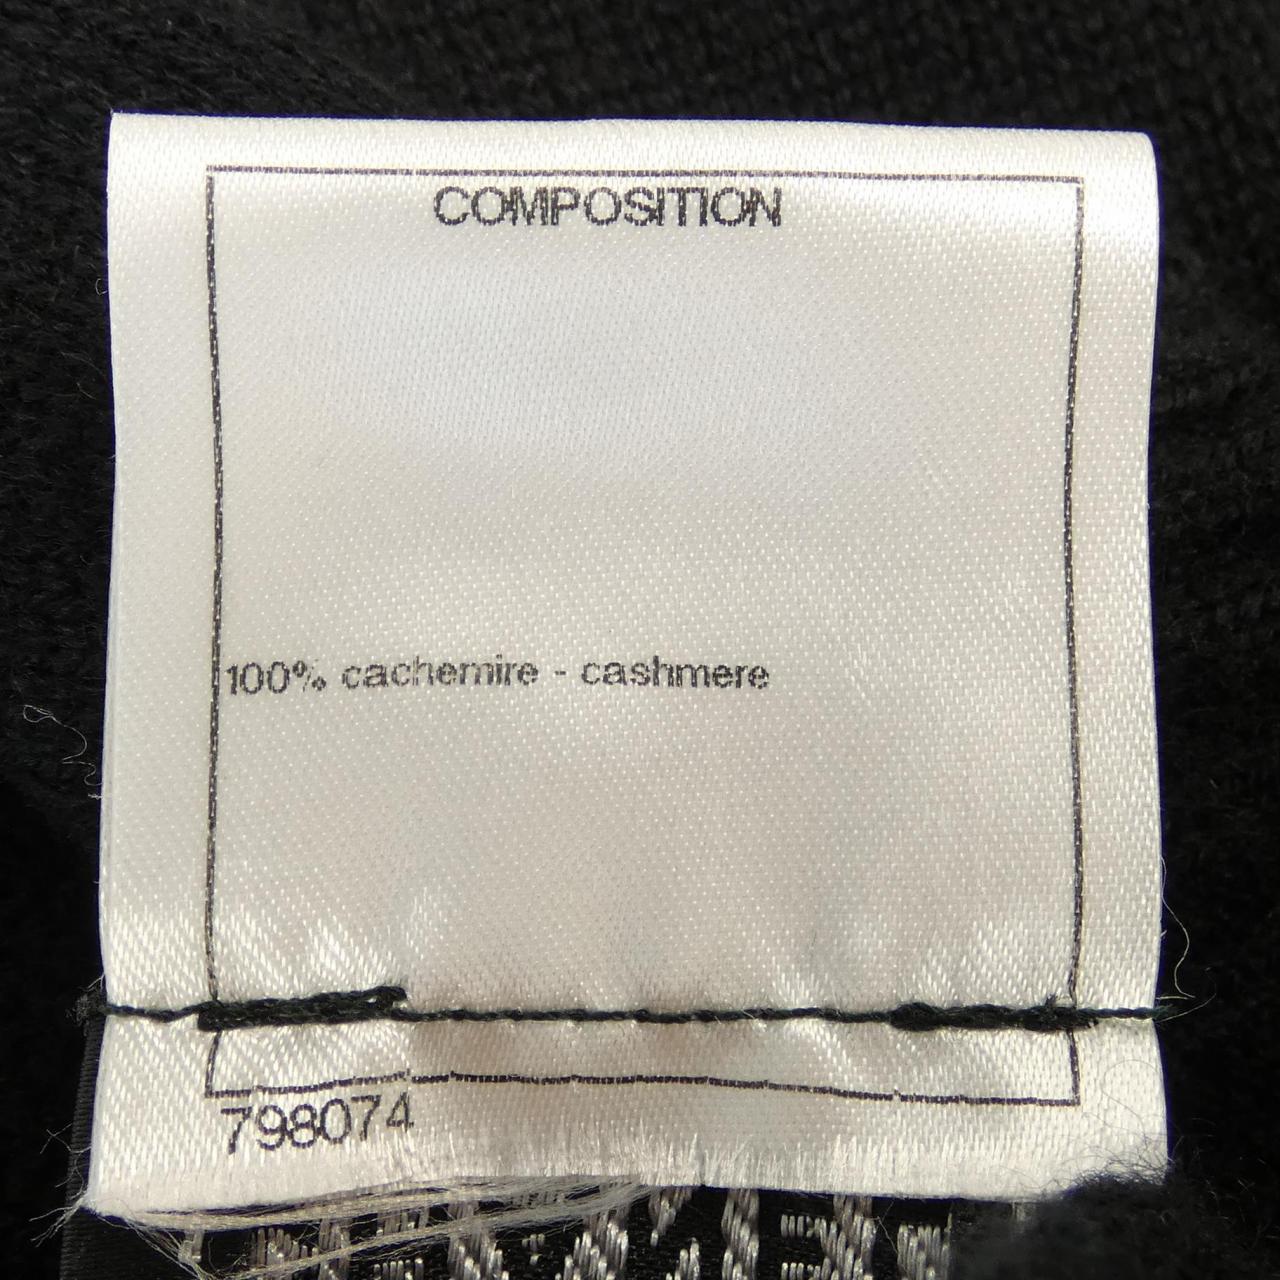 COMPOSITION
100% cachemire - cashmere
798074